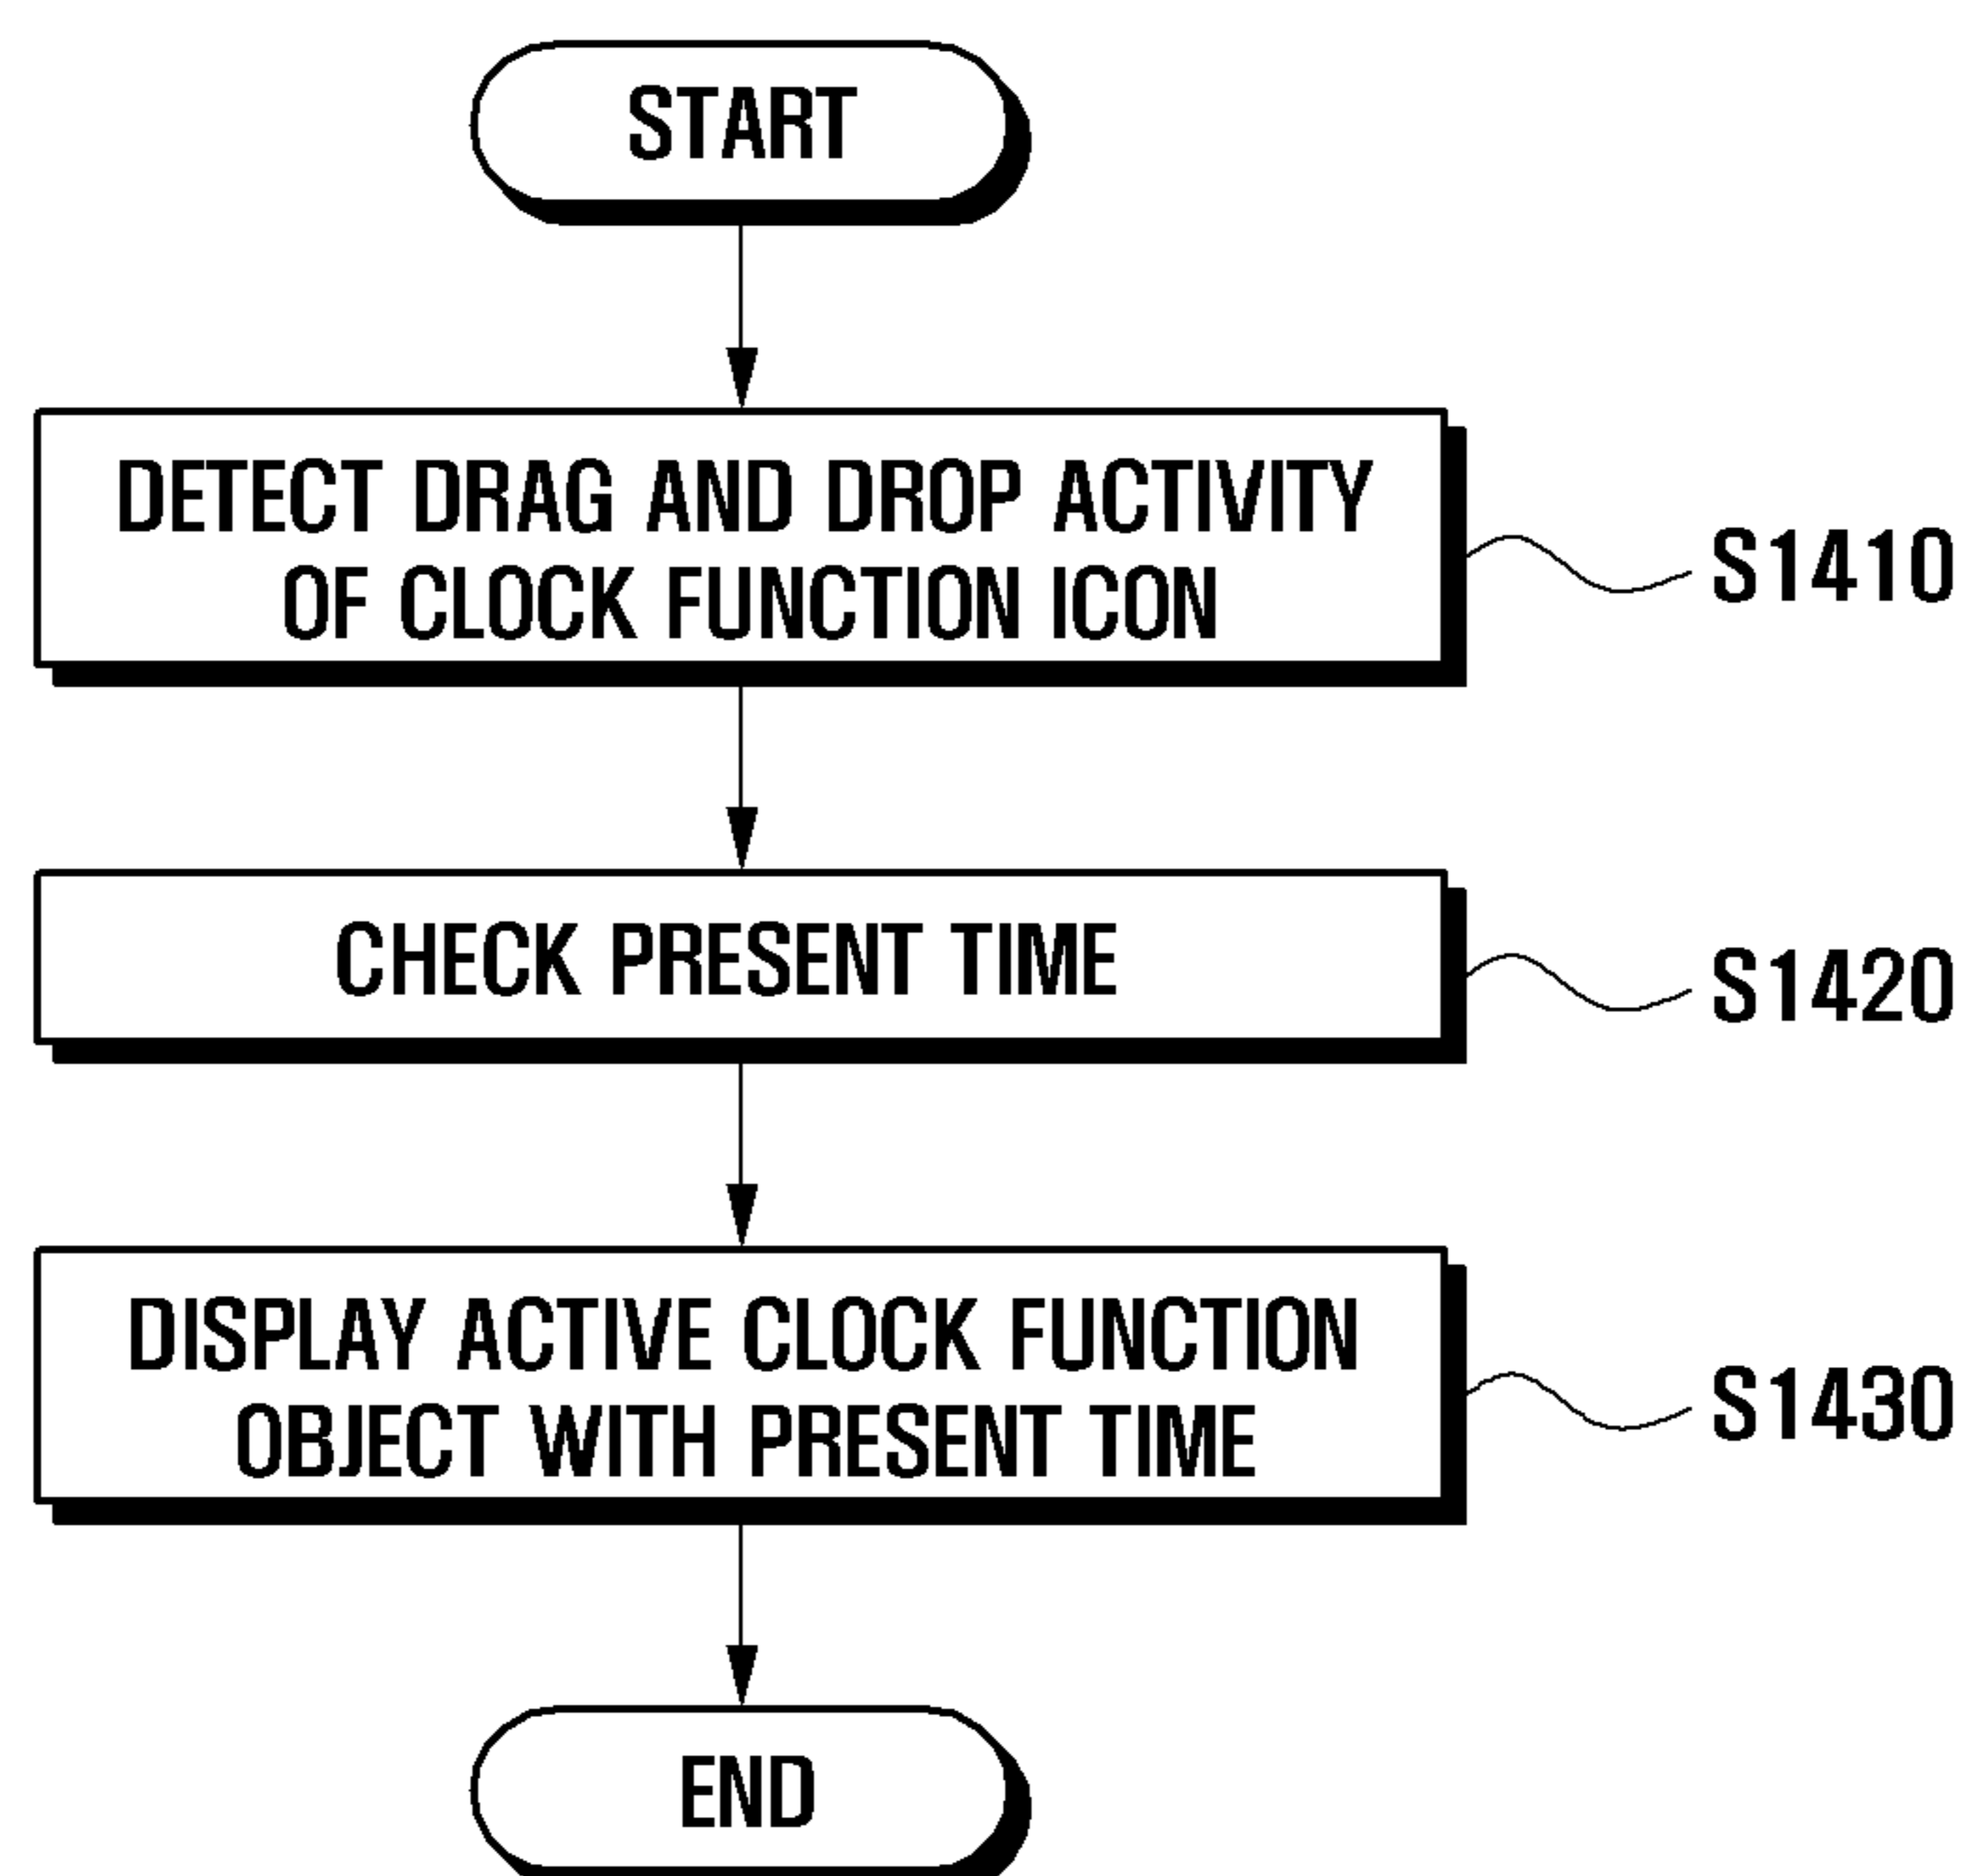 START
DETECT DRAG AND DROP ACTIVITY
OF CLOCK FUNCTION ICON
S1410
CHECK PRESENT TIME
S1420
DISPLAY ACTIVE CLOCK FUNCTION
OBJECT WITH PRESENT TIME
S1430
END